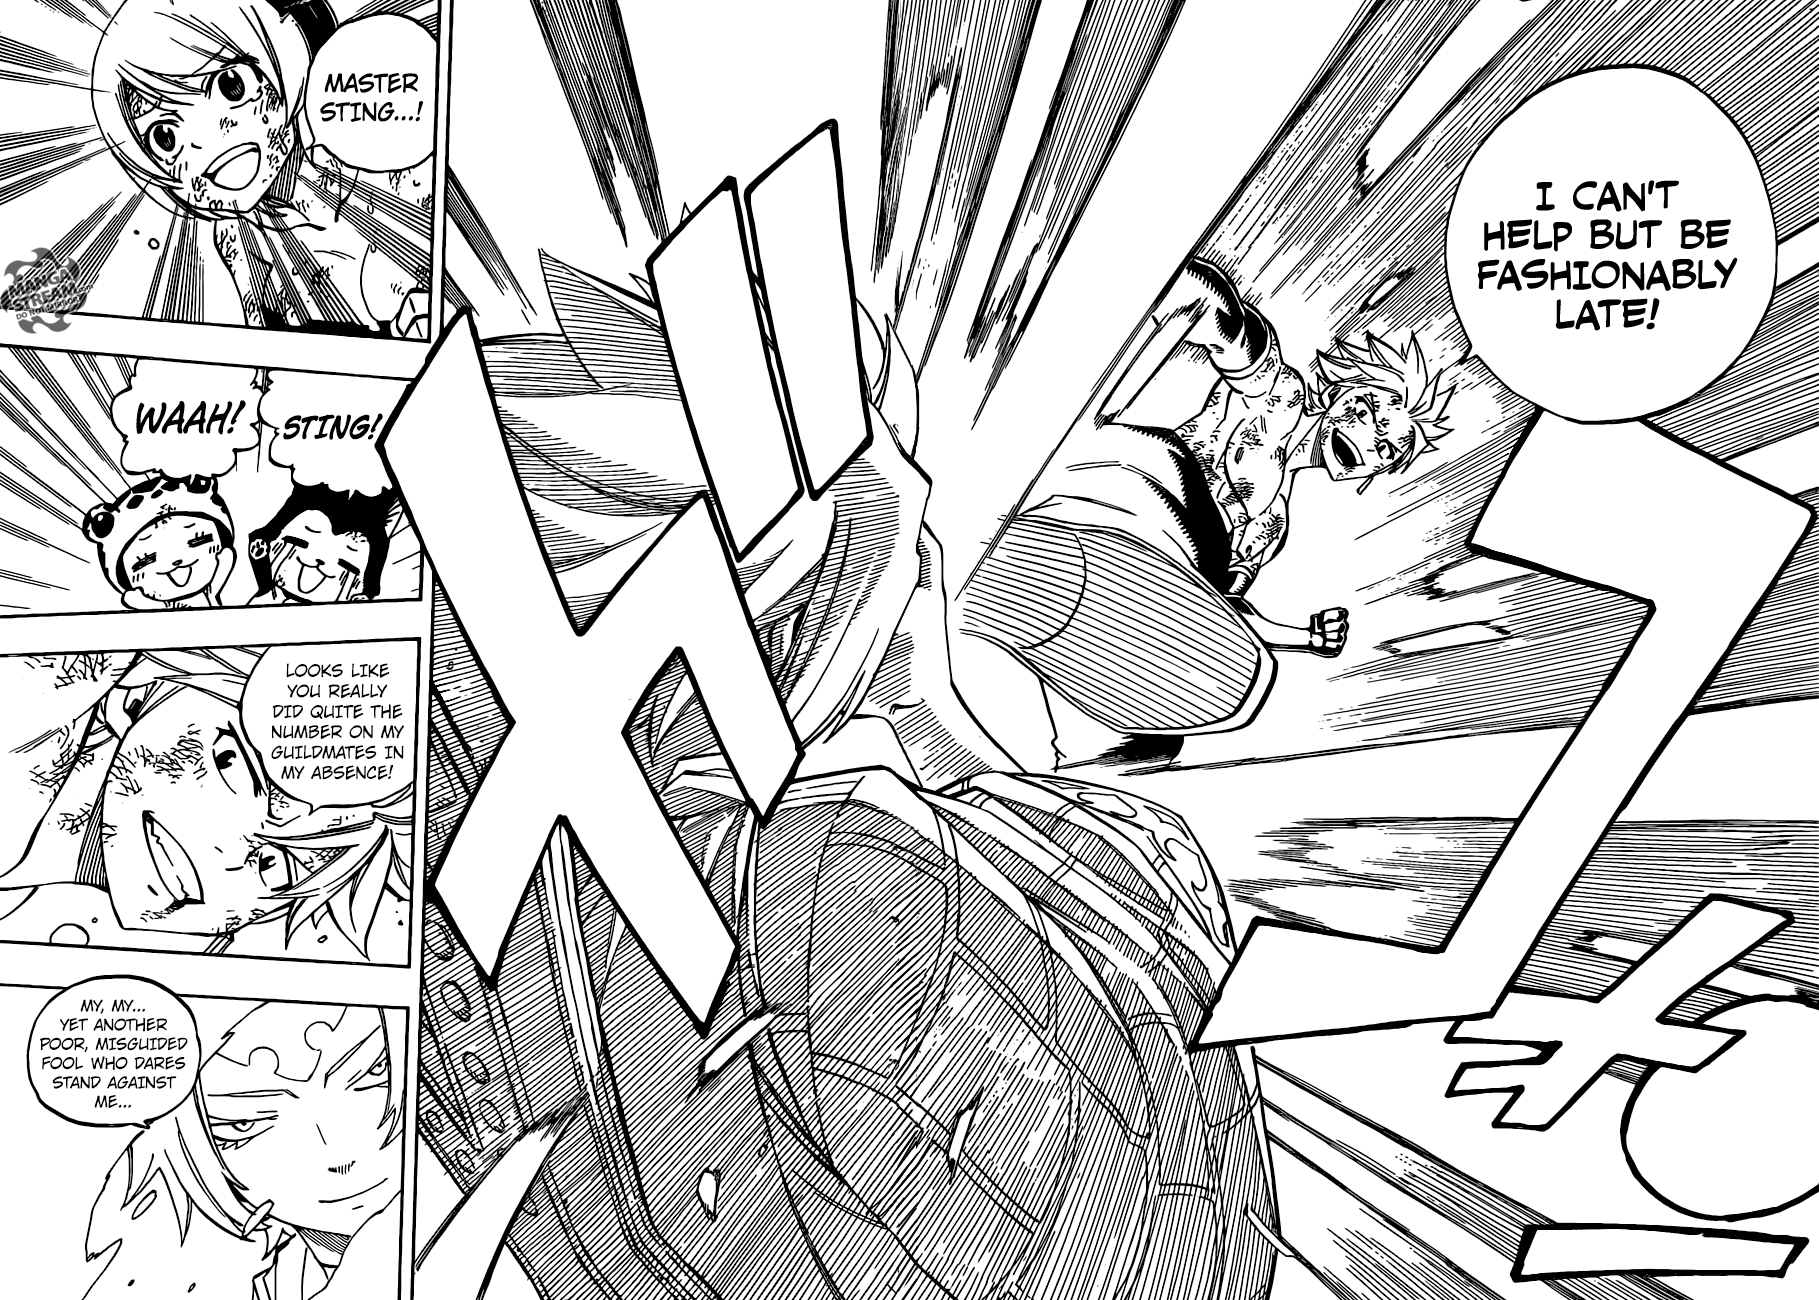 I CAN'T
HELP BUT BE
FASHIONABLY
LATE!
MASTER
STING...!
MANGA
STREAM
WAAH!
STING!
LOOKS LIKE
YOU REALLY
DID QUITE THE
NUMBER ON MY
GUILDMATES IN
MY ABSENCE!
MY, MY...
YET ANOTHER
POOR, MISGUIDED
FOOL WHO DARES
STAND AGAINST
ME...